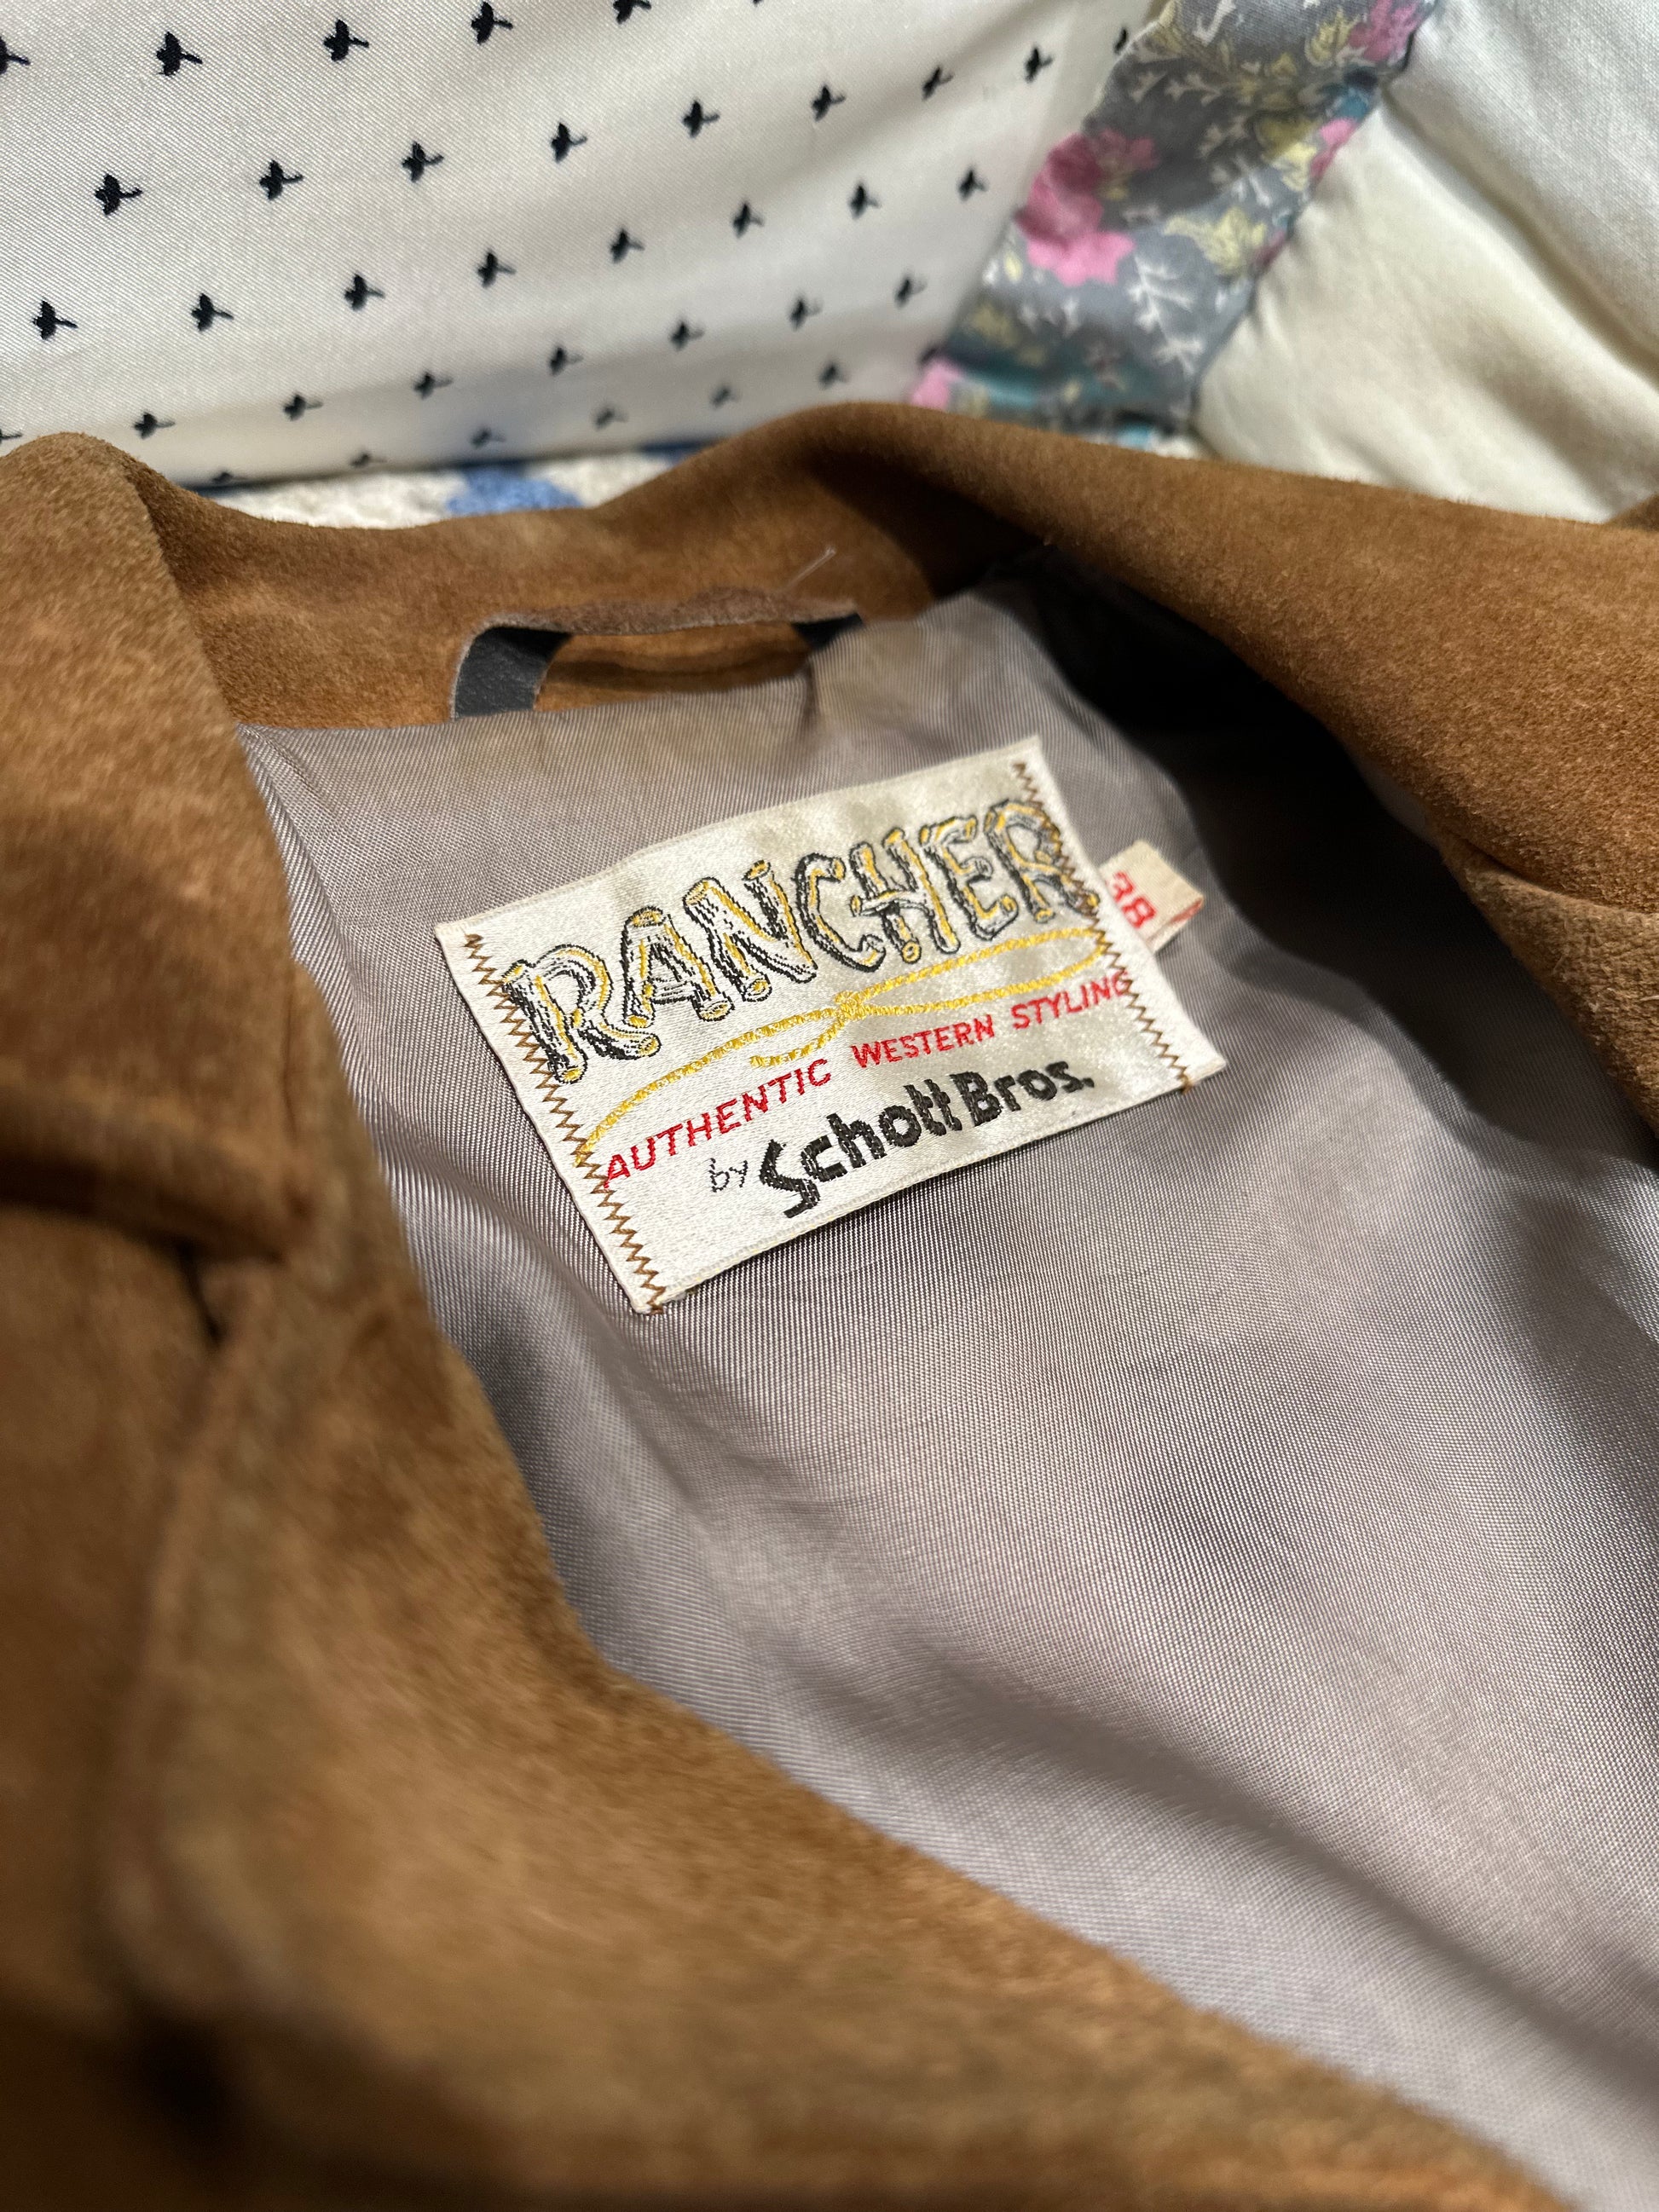 RANCHER
38
AUTHENTIC WESTERN STYLING
by Schott Bros.